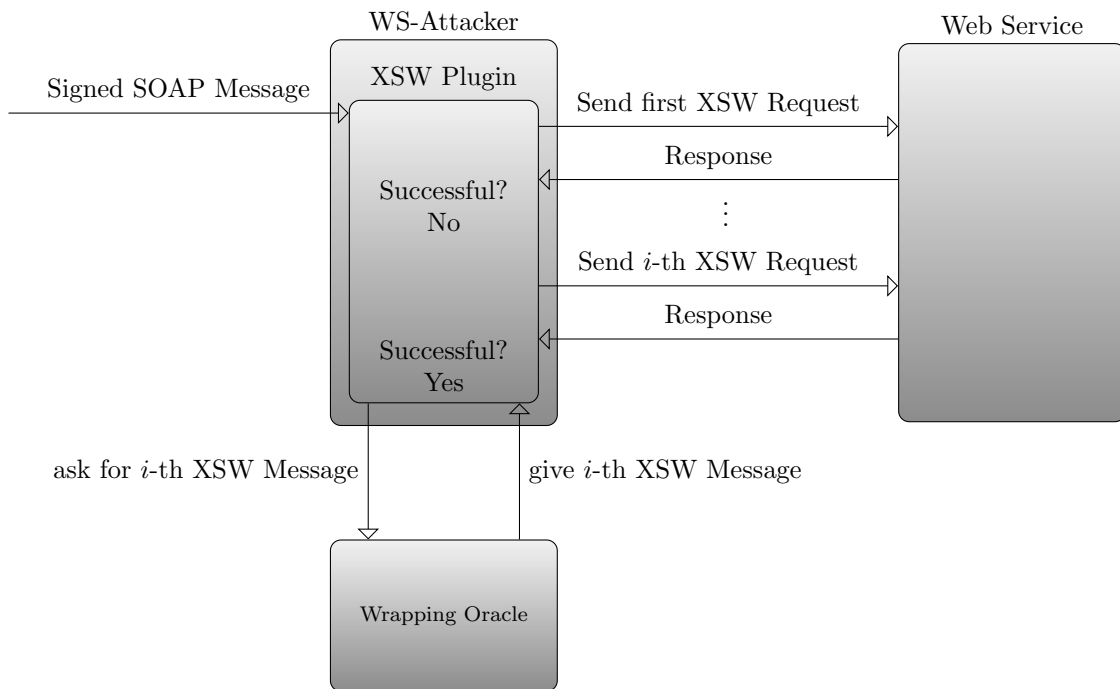 WS-Attacker
Web Service
XSW Plugin
Signed SOAP Message
Send first XSW Request
Response
Successful?
No
⋮
Send i-th XSW Request
Response
Successful?
Yes
ask for i-th XSW Message
give i-th XSW Message
Wrapping Oracle